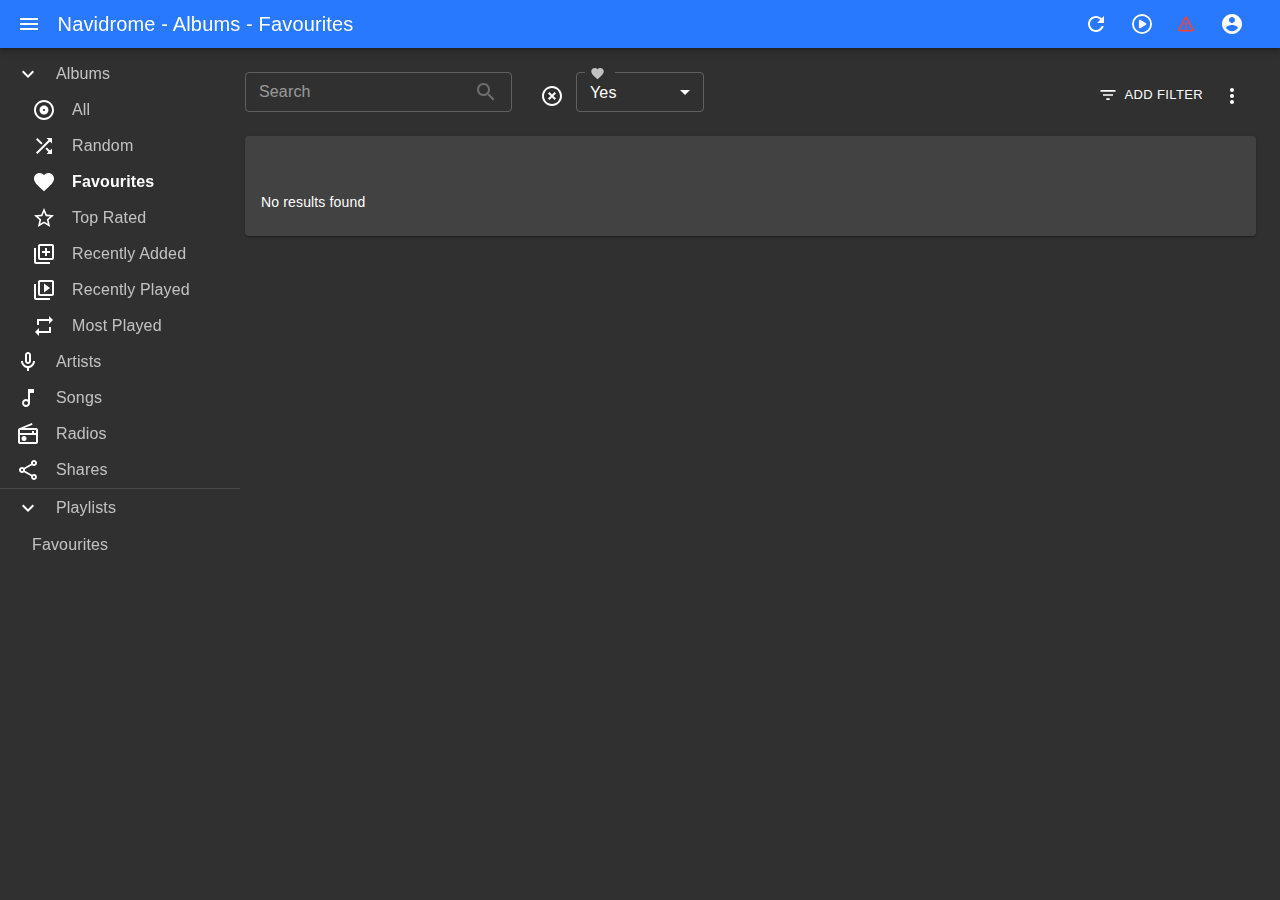 Navidrome - Albums - Favourites
Albums
All
Random
Favourites
Top Rated
Recently Added
Recently Played
Most Played
Artists
Songs
Radios
Shares
Playlists
Favourites
Search
Yes
ADD FILTER
No results found